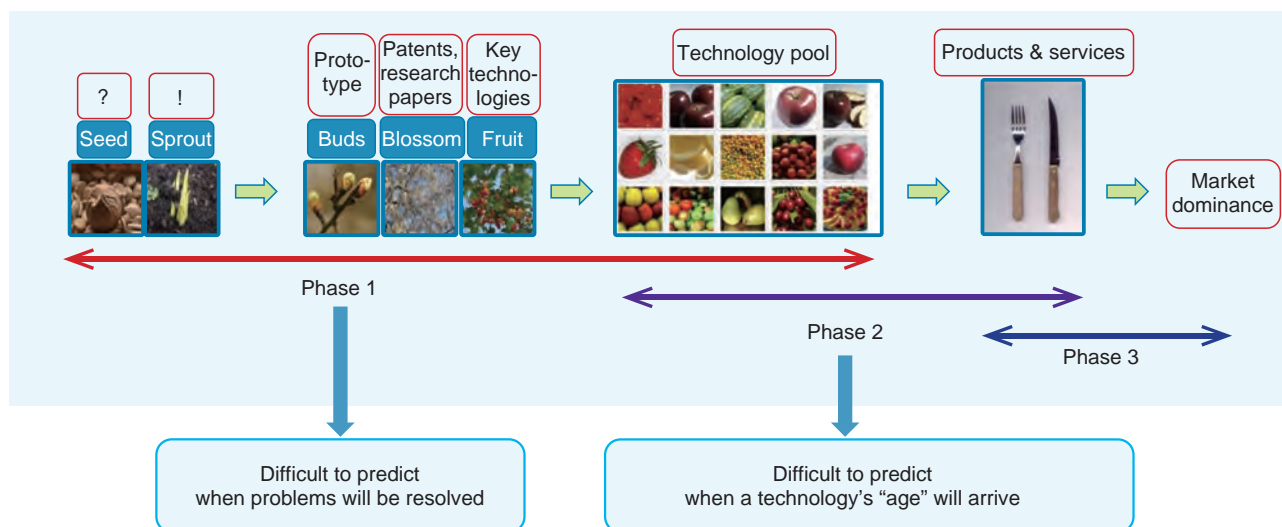 ?
Seed
!
Sprout
Proto-
type
Buds
Patents,
research
papers
Blossom
Key
techno-
logies
Fruit
Technology pool
Products & services
Market
dominance
Phase 1
Phase 2
Phase 3
Difficult to predict
when problems will be resolved
Difficult to predict
when a technology’s “age” will arrive